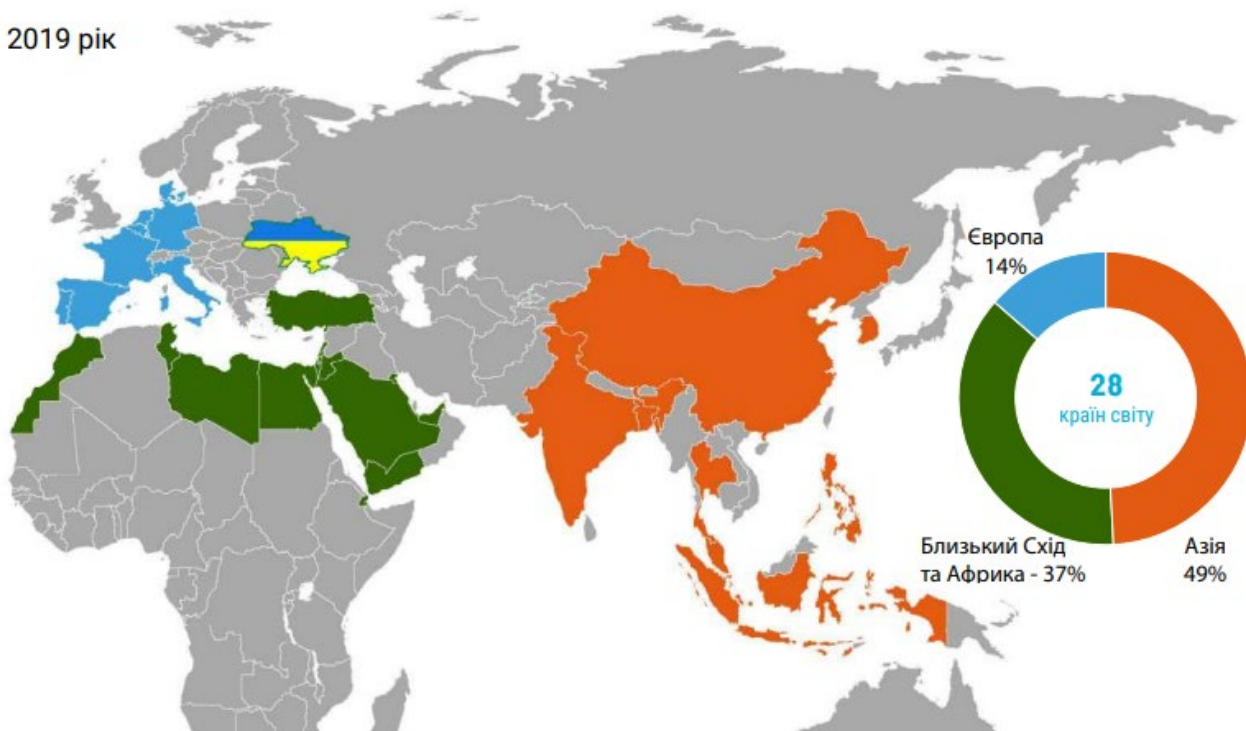 2019 рік
Європа
14%
28
країн світу
Близький Схід
та Африка - 37%
Азія
49%